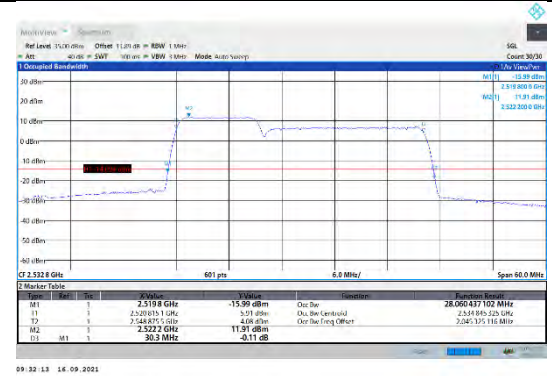 MultiView Spectrum
Ref Level 35.00 dBm Offset 11.89 dB RBW 1 MHz SGL
Att 40 dB SWT 100 ms VBW 3 MHz Mode Auto Sweep Count 30/30
1 Occupied Bandwidth
M1[1] -15.99 dBm
30 dBm
2.519 800 0 GHz
M2[1] 11.91 dBm
20 dBm
2.522 200 0 GHz
M2
10 dBm
0 dBm
-10 dBm
-20 dBm
-30 dBm
-40 dBm
-50 dBm
-60 dBm
CF 2.532 8 GHz 601 pts 6.0 MHz/ Span 60.0 MHz
2 Marker Table
Type Ref Trc X-Value Y-Value Function Function Result
M1 1 2.519 8 GHz -15.99 dBm Occ Bw 28.060 437 102 MHz
T1 1 2.520 815 1 GHz 5.91 dBm Occ Bw Centroid 2.534 845 325 GHz
T2 1 2.548 875 5 GHz 4.08 dBm Occ Bw Freq Offset 2.045 325 116 MHz
M2 1 2.522 2 GHz 11.91 dBm
D3 M1 1 30.3 MHz -0.11 dB
09:32:13 16.09.2021